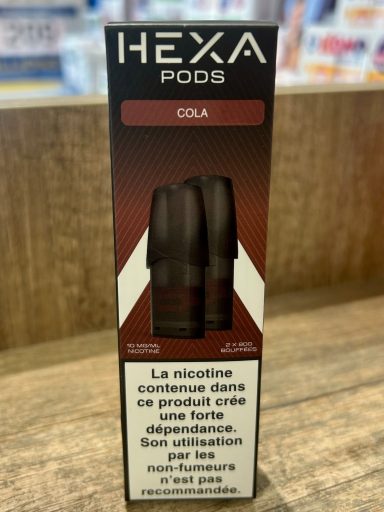 HEXA
PODS
COLA
10 MG/ML
NICOTINE
2 X 800
BOUFFÉES
La nicotine
contenue dans
ce produit crée
une forte
dépendance.
Son utilisation
par les
non-fumeurs
n'est pas
recommandée.